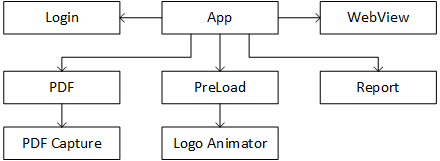 Login
App
WebView
PDF
PreLoad
Report
PDF Capture
Logo Animator